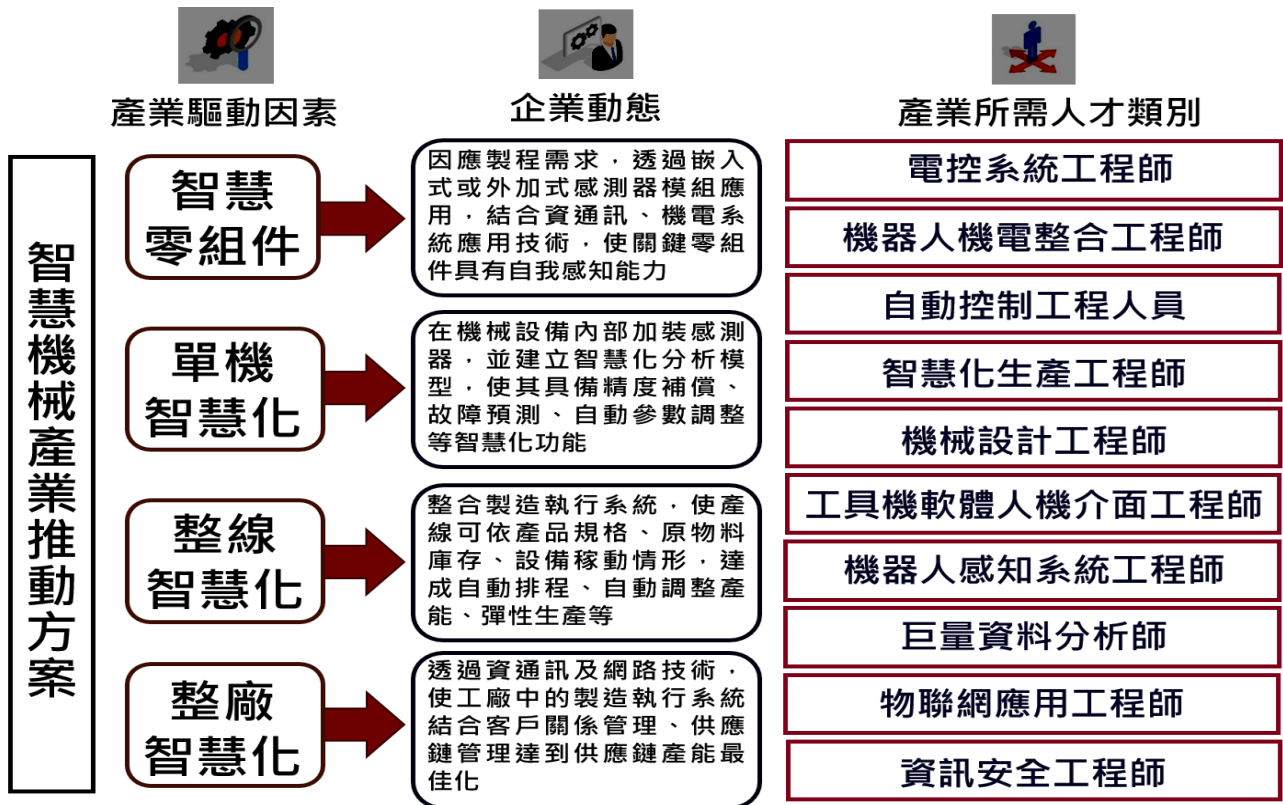 產業驅動因素
企業動態
產業所需人才類別
智慧機械產業推動方案
智慧
零組件
因應製程需求，透過嵌入
式或外加式感測器模組應
用，結合資通訊、機電系
統應用技術，使關鍵零組
件具有自我感知能力
單機
智慧化
在機械設備內部加裝感測
器，並建立智慧化分析模
型，使其具備精度補償、
故障預測、自動參數調整
等智慧化功能
整線
智慧化
整合製造執行系統，使產
線可依產品規格、原物料
庫存、設備稼動情形，達
成自動排程、自動調整產
能、彈性生產等
整廠
智慧化
透過資通訊及網路技術，
使工廠中的製造執行系統
結合客戶關係管理、供應
鏈管理達到供應鏈產能最
佳化
電控系統工程師
機器人機電整合工程師
自動控制工程人員
智慧化生產工程師
機械設計工程師
工具機軟體人機介面工程師
機器人感知系統工程師
巨量資料分析師
物聯網應用工程師
資訊安全工程師